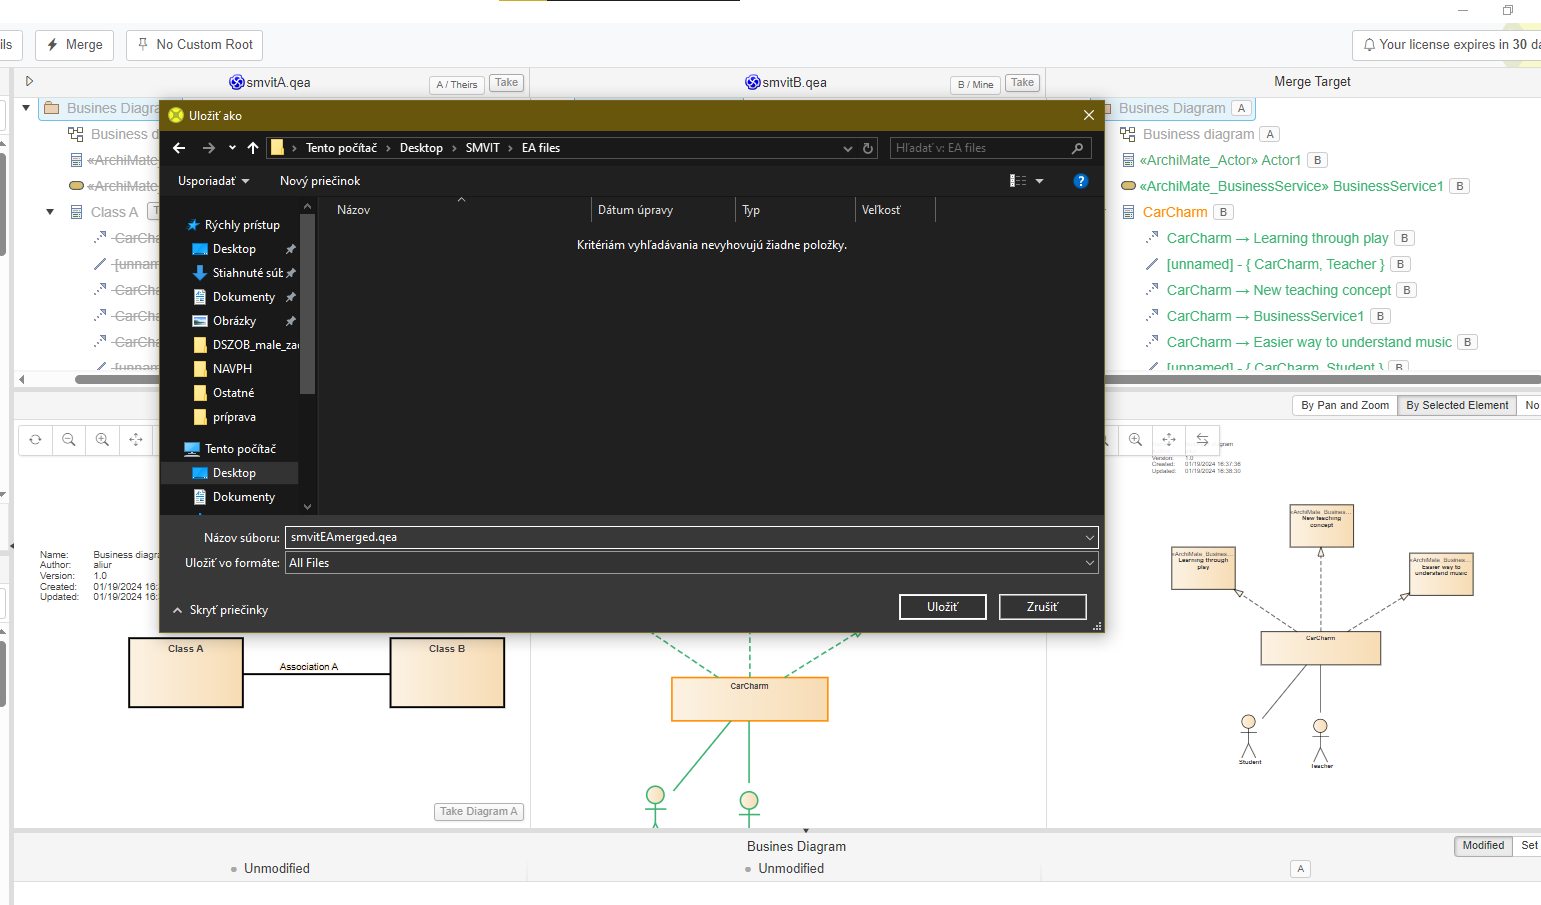 ils
Merge
No Custom Root
Your license expires in 30 da
smvitA.qea
A / Theirs
Take
smvitB.qea
B / Mine
Take
Merge Target
Busines Diagra
Business d
«ArchiMate_
«ArchiMate_
Class A
CarCha
[unnam
CarCha
CarCha
CarCha
[unnam
Uložiť ako
Tento počítač
Desktop
SMVIT
EA files
Hľadať v: EA files
Usporiadať
Nový priečinok
Názov
Dátum úpravy
Typ
Veľkosť
Kritériám vyhľadávania nevyhovujú žiadne položky.
Rýchly prístup
Desktop
Stiahnuté súb
Dokumenty
Obrázky
DSZOB_male_zad
NAVPH
Ostatné
príprava
Tento počítač
Desktop
Dokumenty
Názov súboru:
smvitEAmerged.qea
Uložiť vo formáte:
All Files
Skryť priečinky
Uložiť
Zrušiť
Busines Diagram A
Business diagram A
«ArchiMate_Actor» Actor1 B
«ArchiMate_BusinessService» BusinessService1 B
CarCharm B
CarCharm → Learning through play B
[unnamed] - { CarCharm, Teacher } B
CarCharm → New teaching concept B
CarCharm → BusinessService1 B
CarCharm → Easier way to understand music B
[unnamed] - { CarCharm, Student } B
By Pan and Zoom
By Selected Element
No
Name: Business diagra
Author: aliur
Version: 1.0
Created: 01/19/2024 16:
Updated: 01/19/2024 16:
Class A
Association A
Class B
Take Diagram A
CarCharm
gram
Version: 1.0
Created: 01/19/2024 16:37:36
Updated: 01/19/2024 16:38:30
«ArchiMate_Busines...
New teaching
concept
«ArchiMate_Busines...
Learning through
play
«ArchiMate_Busines...
Easier way to
understand music
CarCharm
Student
Teacher
Busines Diagram
Modified
Set
Unmodified
Unmodified
A